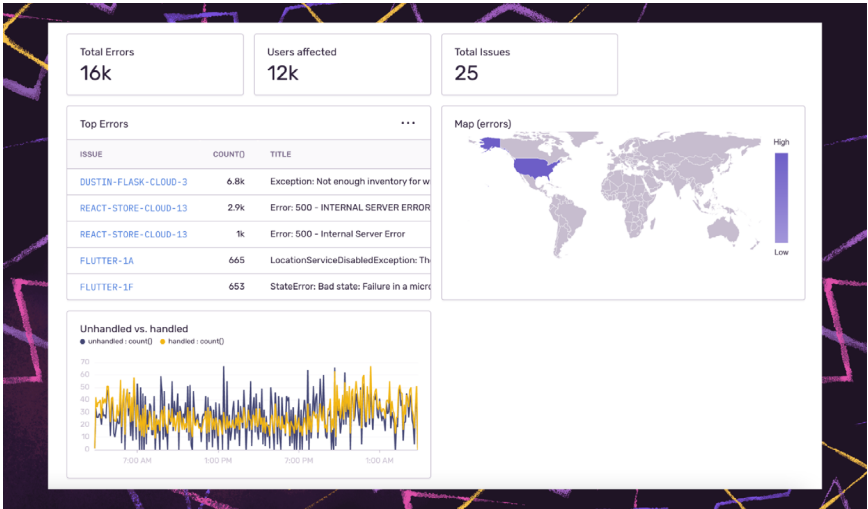 Total Errors
16k
Users affected
12k
Total Issues
25
Top Errors
ISSUE COUNT() TITLE
DUSTIN-FLASK-CLOUD-3 6.8k Exception: Not enough inventory for w
REACT-STORE-CLOUD-13 2.9k Error: 500 - INTERNAL SERVER ERROR
REACT-STORE-CLOUD-13 1k Error: 500 - Internal Server Error
FLUTTER-1A 665 LocationServiceDisabledException: Th
FLUTTER-1F 653 StateError: Bad state: Failure in a micro
Map (errors)
High
Low
Unhandled vs. handled
unhandled : count() handled : count()
70
60
50
40
30
20
10
0
7:00 AM 1:00 PM 7:00 PM 1:00 AM